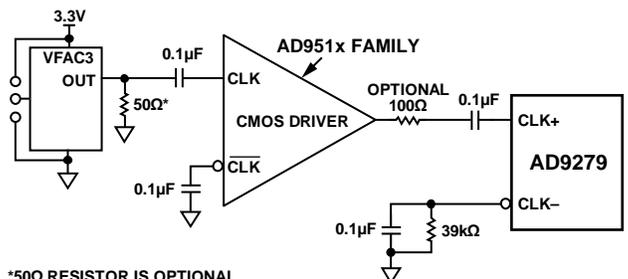 3.3V
VFAC3
OUT
0.1µF
50Ω*
AD951x FAMILY
CLK
CMOS DRIVER
CLK
0.1µF
OPTIONAL
100Ω
0.1µF
CLK+
AD9279
CLK–
0.1µF
39kΩ
*50Ω RESISTOR IS OPTIONAL